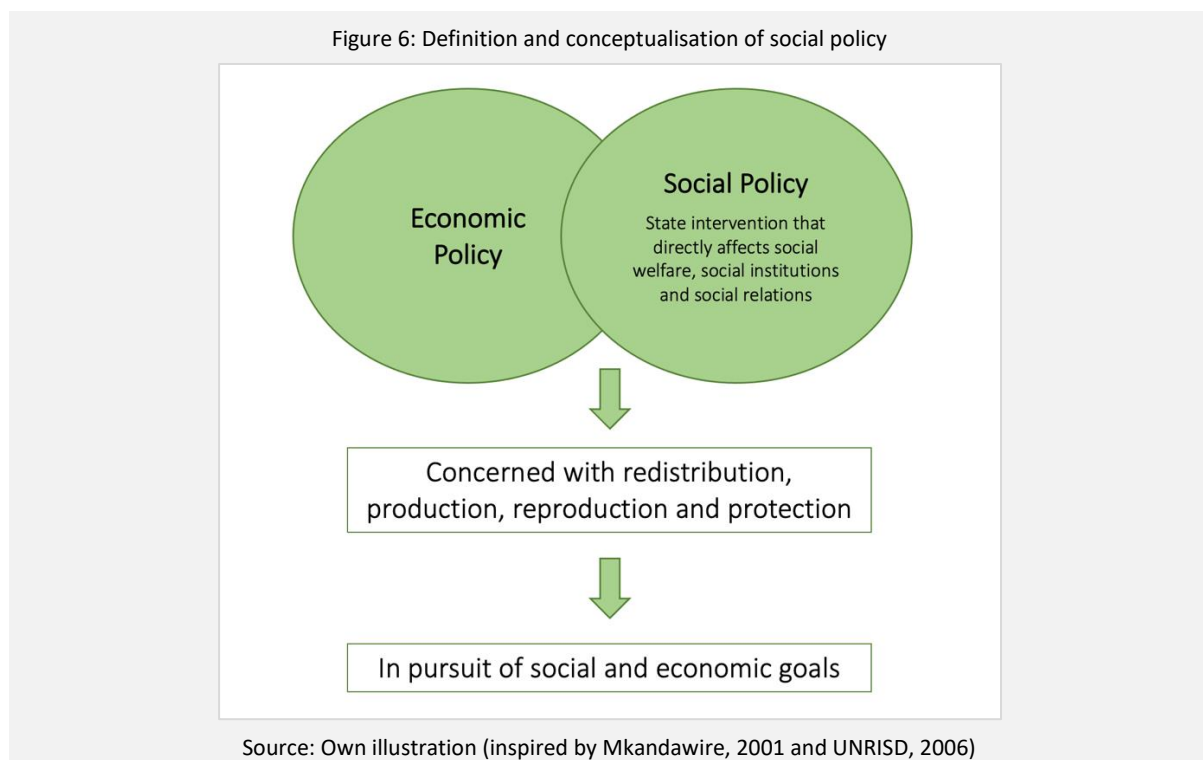 Figure 6: Definition and conceptualisation of social policy
Economic
Policy
Social Policy
State intervention that
directly affects social
welfare, social institutions
and social relations
Concerned with redistribution,
production, reproduction and protection
In pursuit of social and economic goals
Source: Own illustration (inspired by Mkandawire, 2001 and UNRISD, 2006)